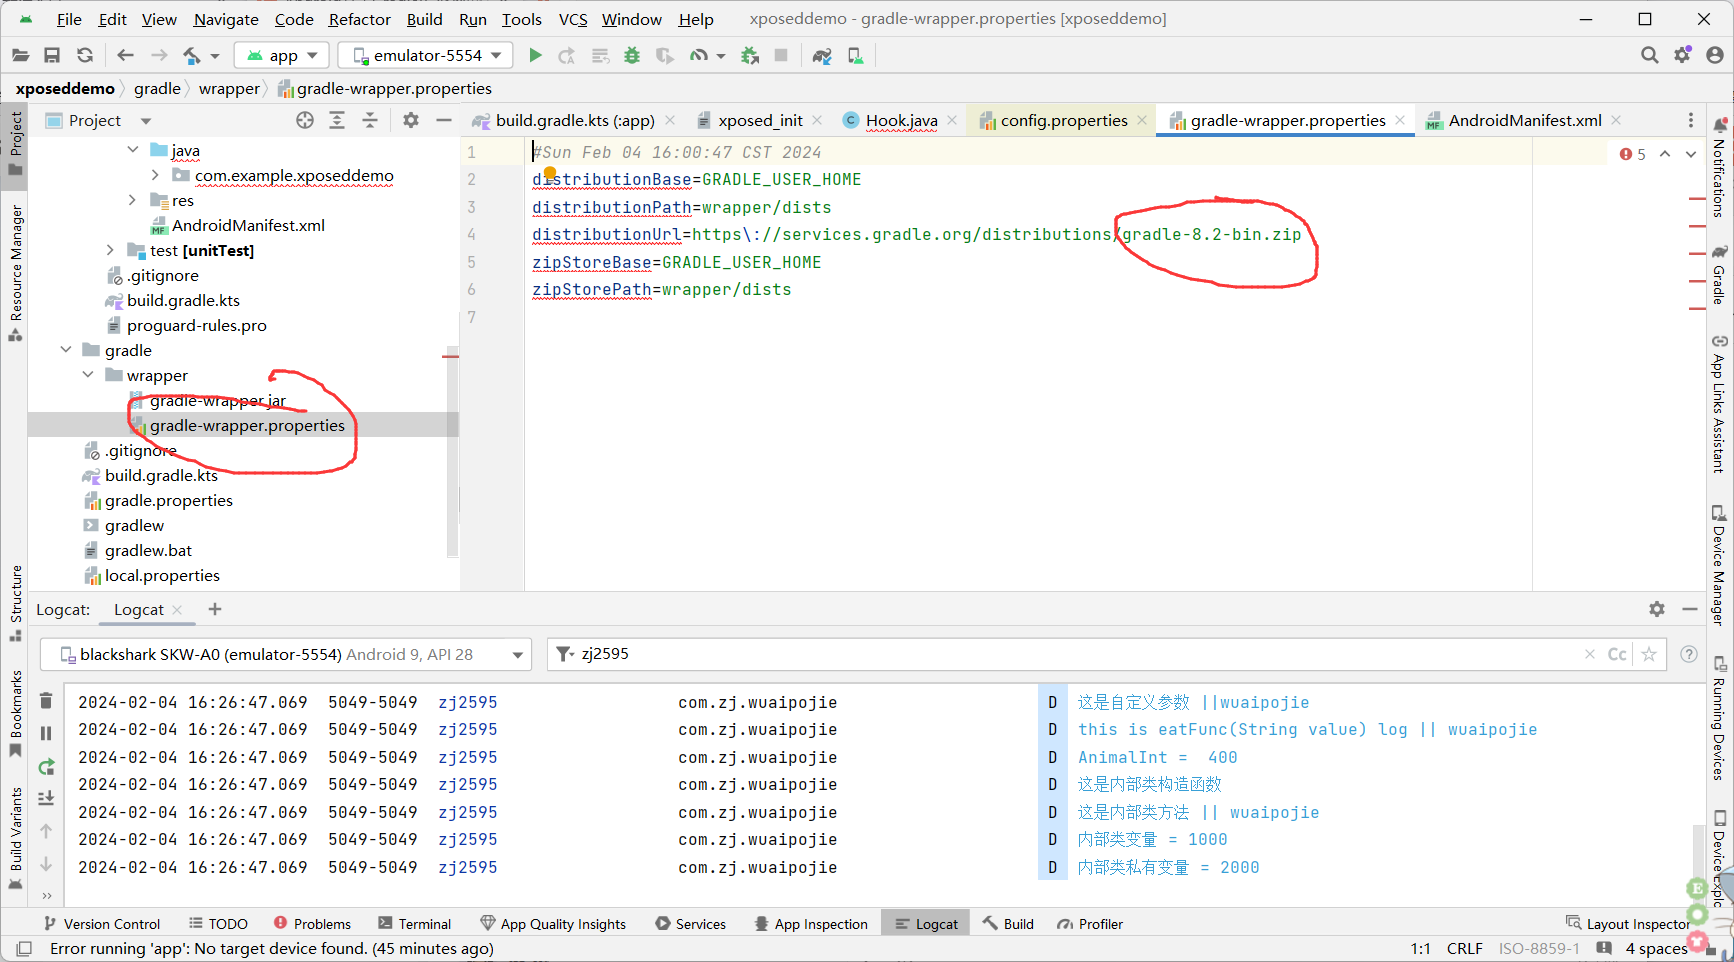 File Edit View Navigate Code Refactor Build Run Tools VCS Window Help xposeddemo - gradle-wrapper.properties [xposeddemo]
app emulator-5554
xposeddemo gradle wrapper gradle-wrapper.properties
Project
build.gradle.kts (:app) xposed_init Hook.java config.properties gradle-wrapper.properties AndroidManifest.xml
java
com.example.xposeddemo
res
AndroidManifest.xml
test [unitTest]
.gitignore
build.gradle.kts
proguard-rules.pro
gradle
wrapper
gradle-wrapper.jar
gradle-wrapper.properties
.gitignore
build.gradle.kts
gradle.properties
gradlew
gradlew.bat
local.properties
1 #Sun Feb 04 16:00:47 CST 2024
2 distributionBase=GRADLE_USER_HOME
3 distributionPath=wrapper/dists
4 distributionUrl=https\://services.gradle.org/distributions/gradle-8.2-bin.zip
5 zipStoreBase=GRADLE_USER_HOME
6 zipStorePath=wrapper/dists
7
5
Project
Resource Manager
Structure
Bookmarks
Build Variants
Notifications
Gradle
App Links Assistant
Device Manager
Running Devices
Logcat: Logcat
blackshark SKW-A0 (emulator-5554) Android 9, API 28 zj2595 Cc
2024-02-04 16:26:47.069 5049-5049 zj2595 com.zj.wuaipojie D 这是自定义参数 ||wuaipojie
2024-02-04 16:26:47.069 5049-5049 zj2595 com.zj.wuaipojie D this is eatFunc(String value) log || wuaipojie
2024-02-04 16:26:47.069 5049-5049 zj2595 com.zj.wuaipojie D AnimalInt = 400
2024-02-04 16:26:47.069 5049-5049 zj2595 com.zj.wuaipojie D 这是内部类构造函数
2024-02-04 16:26:47.069 5049-5049 zj2595 com.zj.wuaipojie D 这是内部类方法 || wuaipojie
2024-02-04 16:26:47.069 5049-5049 zj2595 com.zj.wuaipojie D 内部类变量 = 1000
2024-02-04 16:26:47.069 5049-5049 zj2595 com.zj.wuaipojie D 内部类私有变量 = 2000
Version Control TODO Problems Terminal App Quality Insights Services App Inspection Logcat Build Profiler Layout Inspector
Error running 'app': No target device found. (45 minutes ago) 1:1 CRLF ISO-8859-1 4 spaces